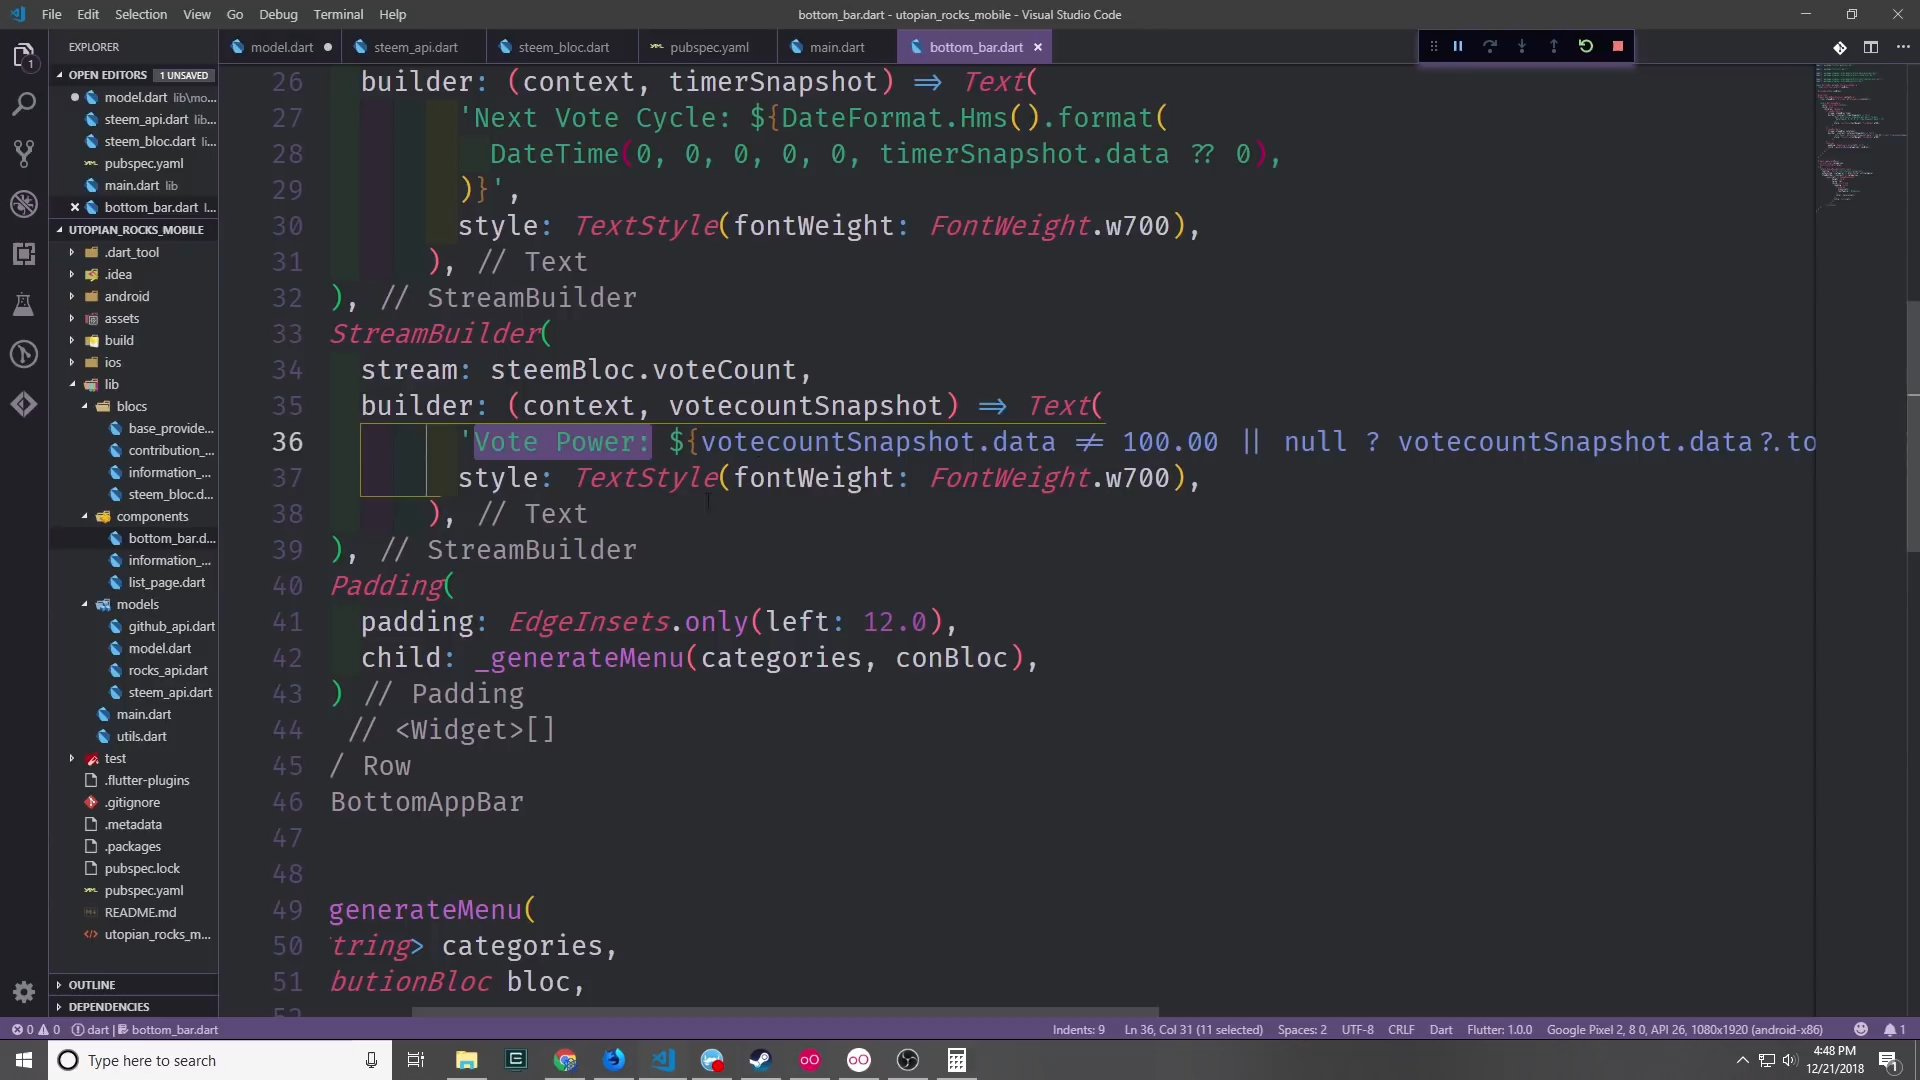 File Edit Selection View Go Debug Terminal Help
bottom_bar.dart - utopian_rocks_mobile - Visual Studio Code
EXPLORER
model.dart
steem_api.dart
steem_bloc.dart
pubspec.yaml
main.dart
bottom_bar.dart
OPEN EDITORS 1 UNSAVED
model.dart lib\mo...
steem_api.dart lib...
steem_bloc.dart li...
pubspec.yaml
main.dart lib
bottom_bar.dart l...
UTOPIAN_ROCKS_MOBILE
.dart_tool
.idea
android
assets
build
ios
lib
blocs
base_provide...
contribution_...
information_...
steem_bloc.d...
components
bottom_bar.d...
information_...
list_page.dart
models
github_api.dart
model.dart
rocks_api.dart
steem_api.dart
main.dart
utils.dart
test
.flutter-plugins
.gitignore
.metadata
.packages
pubspec.lock
pubspec.yaml
README.md
utopian_rocks_m...
OUTLINE
DEPENDENCIES
26 builder: (context, timerSnapshot) => Text(
27 'Next Vote Cycle: ${DateFormat.Hms().format(
28 DateTime(0, 0, 0, 0, 0, timerSnapshot.data ?? 0),
29 )}',
30 style: TextStyle(fontWeight: FontWeight.w700),
31 ), // Text
32 ), // StreamBuilder
33 StreamBuilder(
34 stream: steemBloc.voteCount,
35 builder: (context, votecountSnapshot) => Text(
36 'Vote Power: ${votecountSnapshot.data != 100.00 || null ? votecountSnapshot.data?.to
37 style: TextStyle(fontWeight: FontWeight.w700),
38 ), // Text
39 ), // StreamBuilder
40 Padding(
41 padding: EdgeInsets.only(left: 12.0),
42 child: _generateMenu(categories, conBloc),
43 ) // Padding
44 // <Widget>[]
45 / Row
46 BottomAppBar
47
48
49 generateMenu(
50 tring> categories,
51 butionBloc bloc,
0 0 dart | bottom_bar.dart
Indents: 9 Ln 36, Col 31 (11 selected) Spaces: 2 UTF-8 CRLF Dart Flutter: 1.0.0 Google Pixel 2, 8 0, API 26, 1080x1920 (android-x86) 1
Type here to search
4:48 PM
12/21/2018